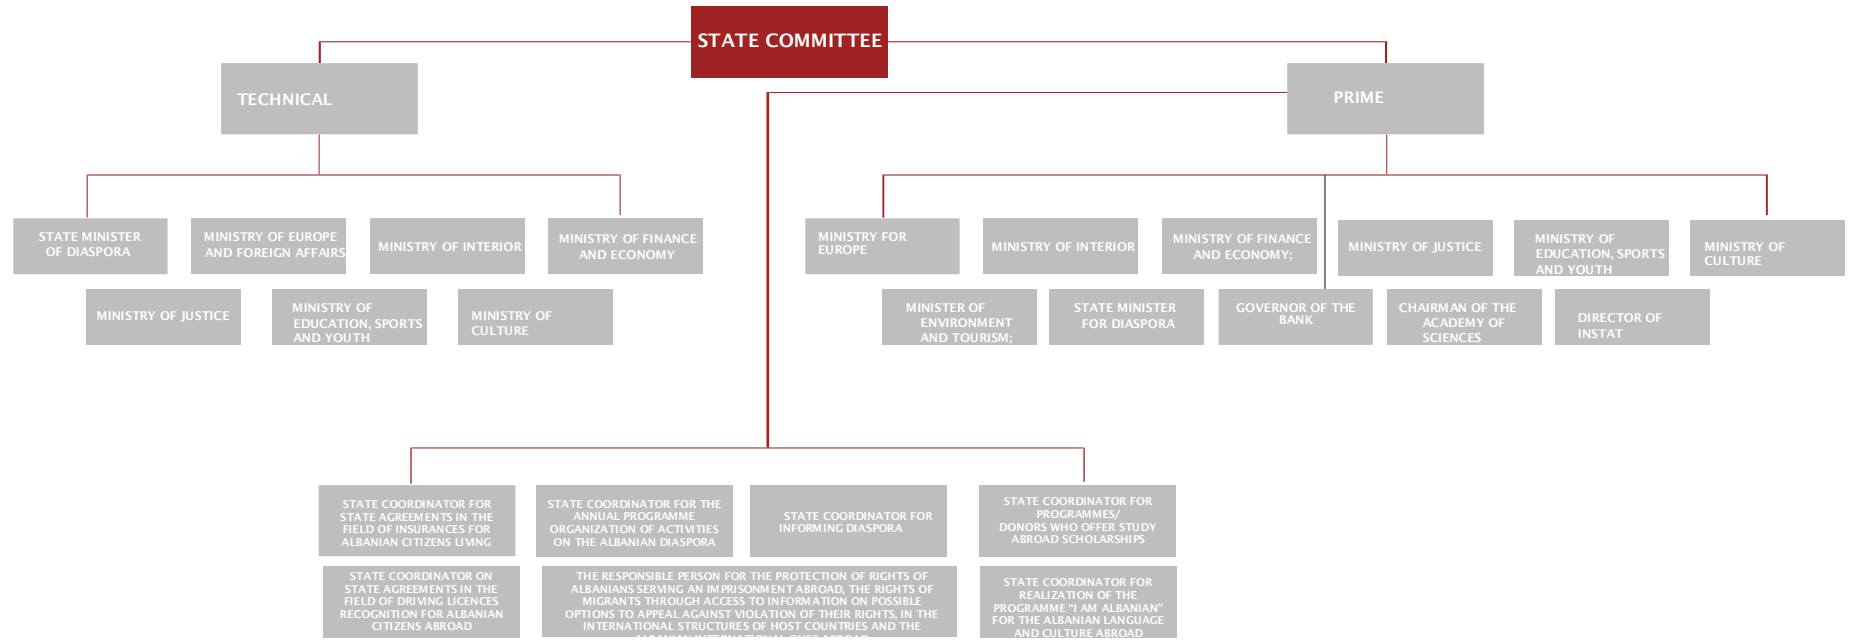 STATE COMMITTEE
TECHNICAL
PRIME
STATE MINISTER
OF DIASPORA
MINISTRY OF EUROPE
AND FOREIGN AFFAIRS
MINISTRY OF INTERIOR
MINISTRY OF FINANCE
AND ECONOMY
MINISTRY OF JUSTICE
MINISTRY OF
EDUCATION, SPORTS
AND YOUTH
MINISTRY OF
CULTURE
MINISTRY FOR
EUROPE
MINISTRY OF INTERIOR
MINISTRY OF FINANCE
AND ECONOMY;
MINISTRY OF JUSTICE
MINISTRY OF
EDUCATION, SPORTS
AND YOUTH
MINISTRY OF
CULTURE
MINISTER OF
ENVIRONMENT
AND TOURISM;
STATE MINISTER
FOR DIASPORA
GOVERNOR OF THE
BANK
CHAIRMAN OF THE
ACADEMY OF
SCIENCES
DIRECTOR OF
INSTAT
STATE COORDINATOR FOR
STATE AGREEMENTS IN THE
FIELD OF INSURANCES FOR
ALBANIAN CITIZENS LIVING
STATE COORDINATOR FOR THE
ANNUAL PROGRAMME
ORGANIZATION OF ACTIVITIES
ON THE ALBANIAN DIASPORA
STATE COORDINATOR FOR
INFORMING DIASPORA
STATE COORDINATOR FOR
PROGRAMMES/
DONORS WHO OFFER STUDY
ABROAD SCHOLARSHIPS
STATE COORDINATOR ON
STATE AGREEMENTS IN THE
FIELD OF DRIVING LICENCES
RECOGNITION FOR ALBANIAN
CITIZENS ABROAD
THE RESPONSIBLE PERSON FOR THE PROTECTION OF RIGHTS OF
ALBANIANS SERVING AN IMPRISONMENT ABROAD, THE RIGHTS OF
MIGRANTS THROUGH ACCESS TO INFORMATION ON POSSIBLE
OPTIONS TO APPEAL AGAINST VIOLATION OF THEIR RIGHTS, IN THE
INTERNATIONAL STRUCTURES OF HOST COUNTRIES AND THE
ALBANIAN INTERNATIONAL ONES ABROAD
STATE COORDINATOR FOR
REALIZATION OF THE
PROGRAMME "I AM ALBANIAN"
FOR THE ALBANIAN LANGUAGE
AND CULTURE ABROAD